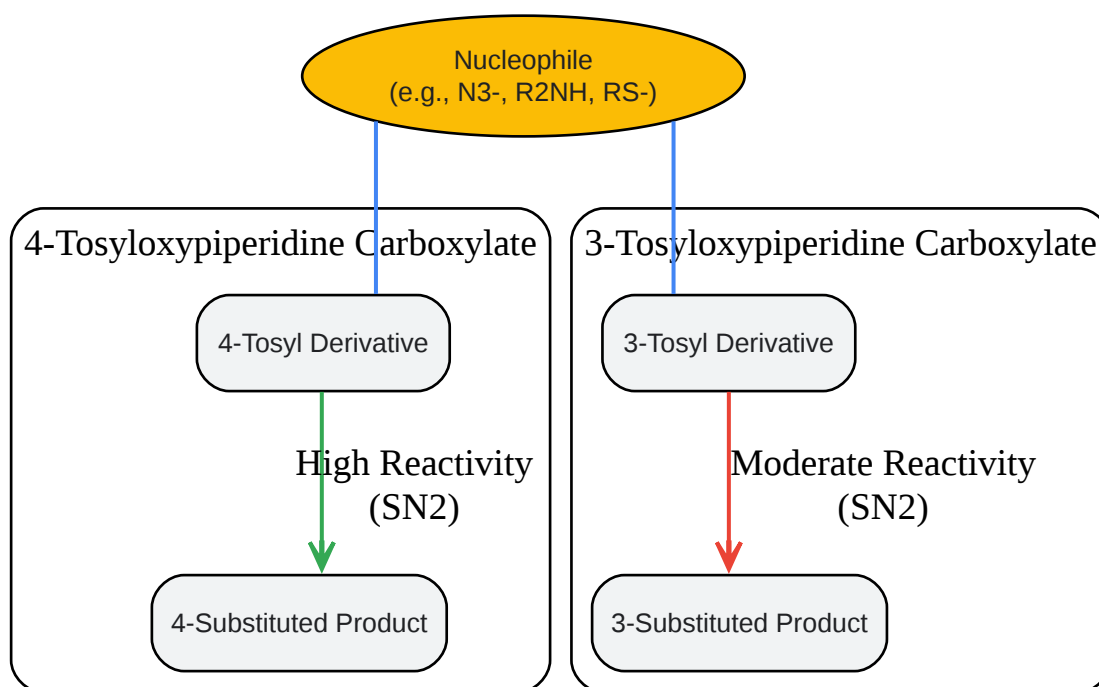 Nucleophile
(e.g., N3-, R2NH, RS-)
4-Tosyloxypiperidine Carboxylate
4-Tosyl Derivative
High Reactivity
(SN2)
4-Substituted Product
3-Tosyloxypiperidine Carboxylate
3-Tosyl Derivative
Moderate Reactivity
(SN2)
3-Substituted Product